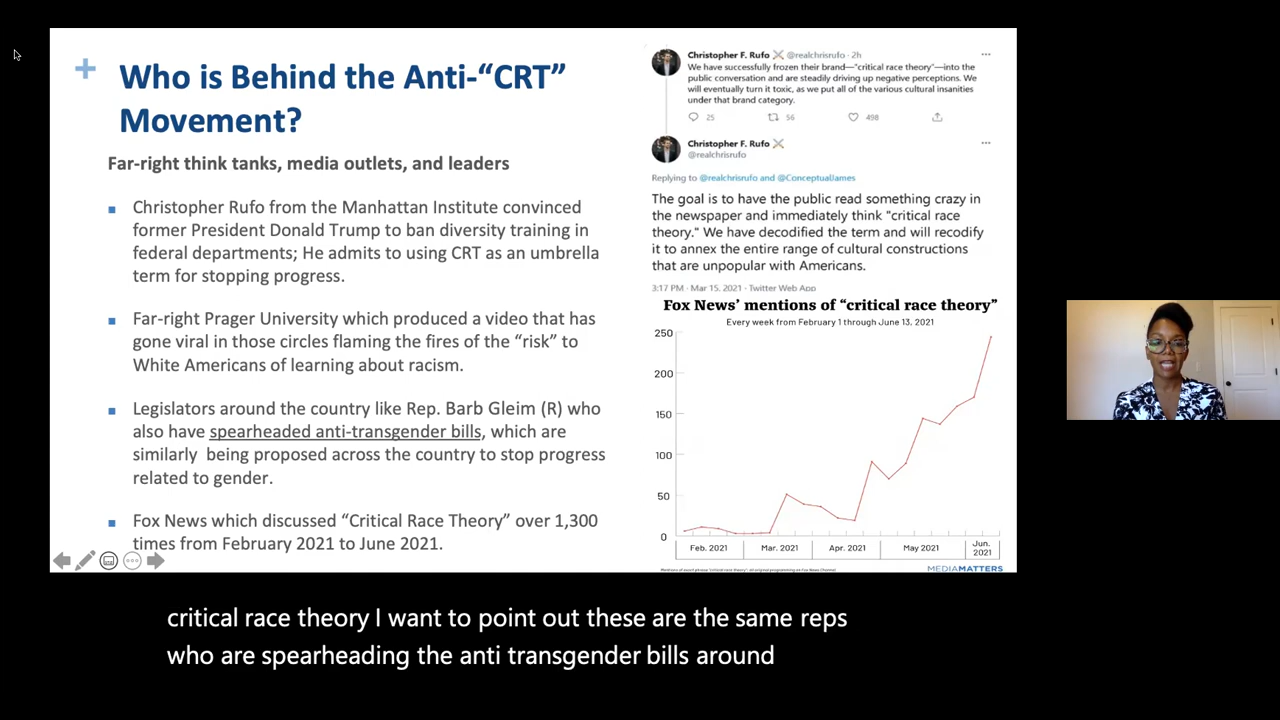 Who is Behind the Anti-“CRT”
Movement?
Far-right think tanks, media outlets, and leaders
Christopher Rufo from the Manhattan Institute convinced
former President Donald Trump to ban diversity training in
federal departments; He admits to using CRT as an umbrella
term for stopping progress.
Far-right Prager University which produced a video that has
gone viral in those circles flaming the fires of the “risk” to
White Americans of learning about racism.
Legislators around the country like Rep. Barb Gleim (R) who
also have spearheaded anti-transgender bills, which are
similarly being proposed across the country to stop progress
related to gender.
Fox News which discussed “Critical Race Theory” over 1,300
times from February 2021 to June 2021.
Christopher F. Rufo @realchrisrufo · 2h
We have successfully frozen their brand—"critical race theory"—into the
public conversation and are steadily driving up negative perceptions. We
will eventually turn it toxic, as we put all of the various cultural insanities
under that brand category.
25 56 498
Christopher F. Rufo
@realchrisrufo
Replying to @realchrisrufo and @ConceptualJames
The goal is to have the public read something crazy in
the newspaper and immediately think "critical race
theory." We have decodified the term and will recodify
it to annex the entire range of cultural constructions
that are unpopular with Americans.
3:17 PM · Mar 15, 2021 · Twitter Web App
Fox News’ mentions of “critical race theory”
Every week from February 1 through June 13, 2021
250
200
150
100
50
0
Feb. 2021 Mar. 2021 Apr. 2021 May 2021 Jun.
2021
Mentions of exact phrase "critical race theory"; all original programming on Fox News Channel
MEDIAMATTERS
critical race theory I want to point out these are the same reps
who are spearheading the anti transgender bills around